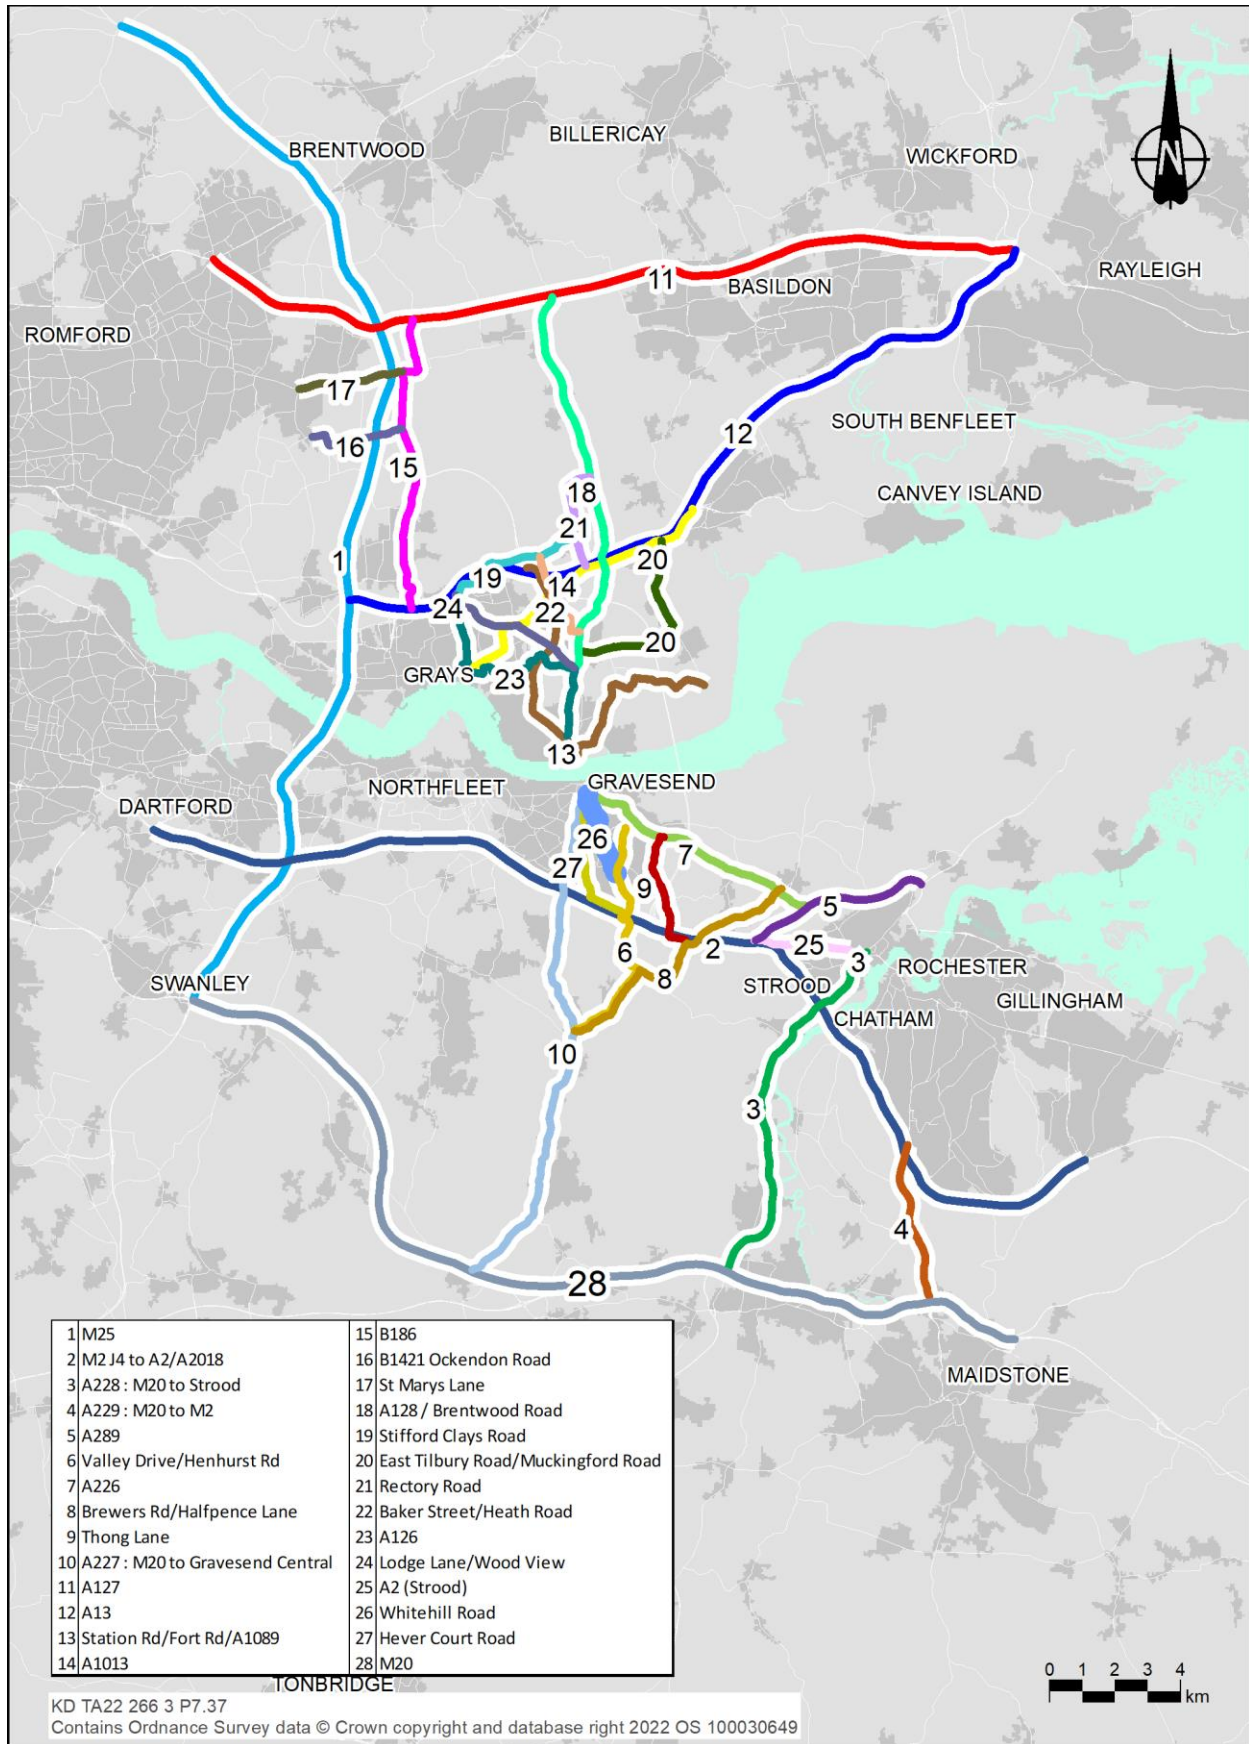 BILLERICAY
BRENTWOOD
WICKFORD
N
RAYLEIGH
11
BASILDON
ROMFORD
17
SOUTH BENFLEET
12
16
15
18
CANVEY ISLAND
21
1
20
19
14
24
22
20
GRAYS
23
13
GRAVESEND
NORTHFLEET
DARTFORD
26
7
27
9
5
2
25
6
3
ROCHESTER
8
SWANLEY
STROOD
GILLINGHAM
CHATHAM
10
3
4
28
1 M25
2 M2 J4 to A2/A2018
3 A228 : M20 to Strood
4 A229 : M20 to M2
5 A289
6 Valley Drive/Henhurst Rd
7 A226
8 Brewers Rd/Halfpence Lane
9 Thong Lane
10 A227 : M20 to Gravesend Central
11 A127
12 A13
13 Station Rd/Fort Rd/A1089
14 A1013
15 B186
16 B1421 Ockendon Road
17 St Marys Lane
18 A128 / Brentwood Road
19 Stifford Clays Road
20 East Tilbury Road/Muckingford Road
21 Rectory Road
22 Baker Street/Heath Road
23 A126
24 Lodge Lane/Wood View
25 A2 (Strood)
26 Whitehill Road
27 Hever Court Road
28 M20
MAIDSTONE
TONBRIDGE
0 1 2 3 4
km
KD TA22 266 3 P7.37
Contains Ordnance Survey data © Crown copyright and database right 2022 OS 100030649